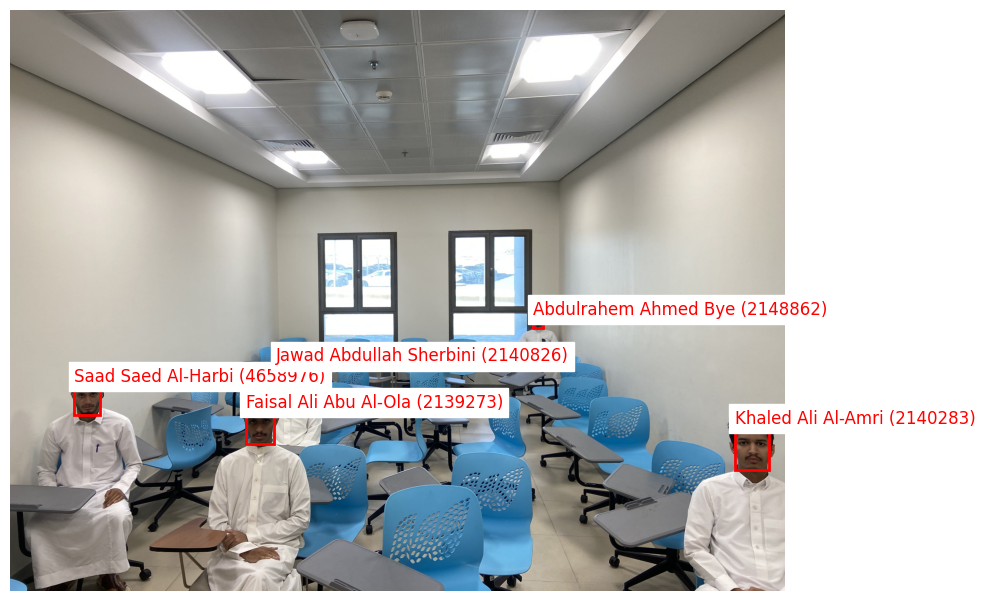 Abdulrahem Ahmed Bye (2148862)
Jawad Abdullah Sherbini (2140826)
Saad Saed Al-Harbi (4658976)
Faisal Ali Abu Al-Ola (2139273)
Khaled Ali Al-Amri (2140283)